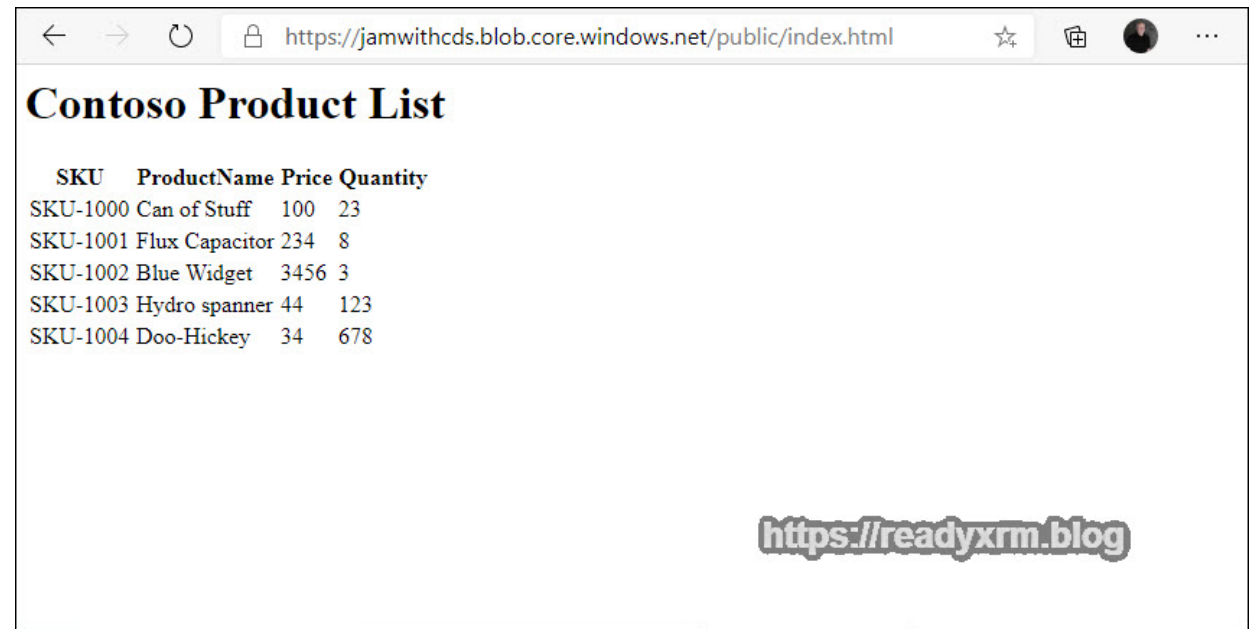 https://jamwithcds.blob.core.windows.net/public/index.html
Contoso Product List
SKU ProductName Price Quantity
SKU-1000 Can of Stuff 100 23
SKU-1001 Flux Capacitor 234 8
SKU-1002 Blue Widget 3456 3
SKU-1003 Hydro spanner 44 123
SKU-1004 Doo-Hickey 34 678
https://readyxrm.blog